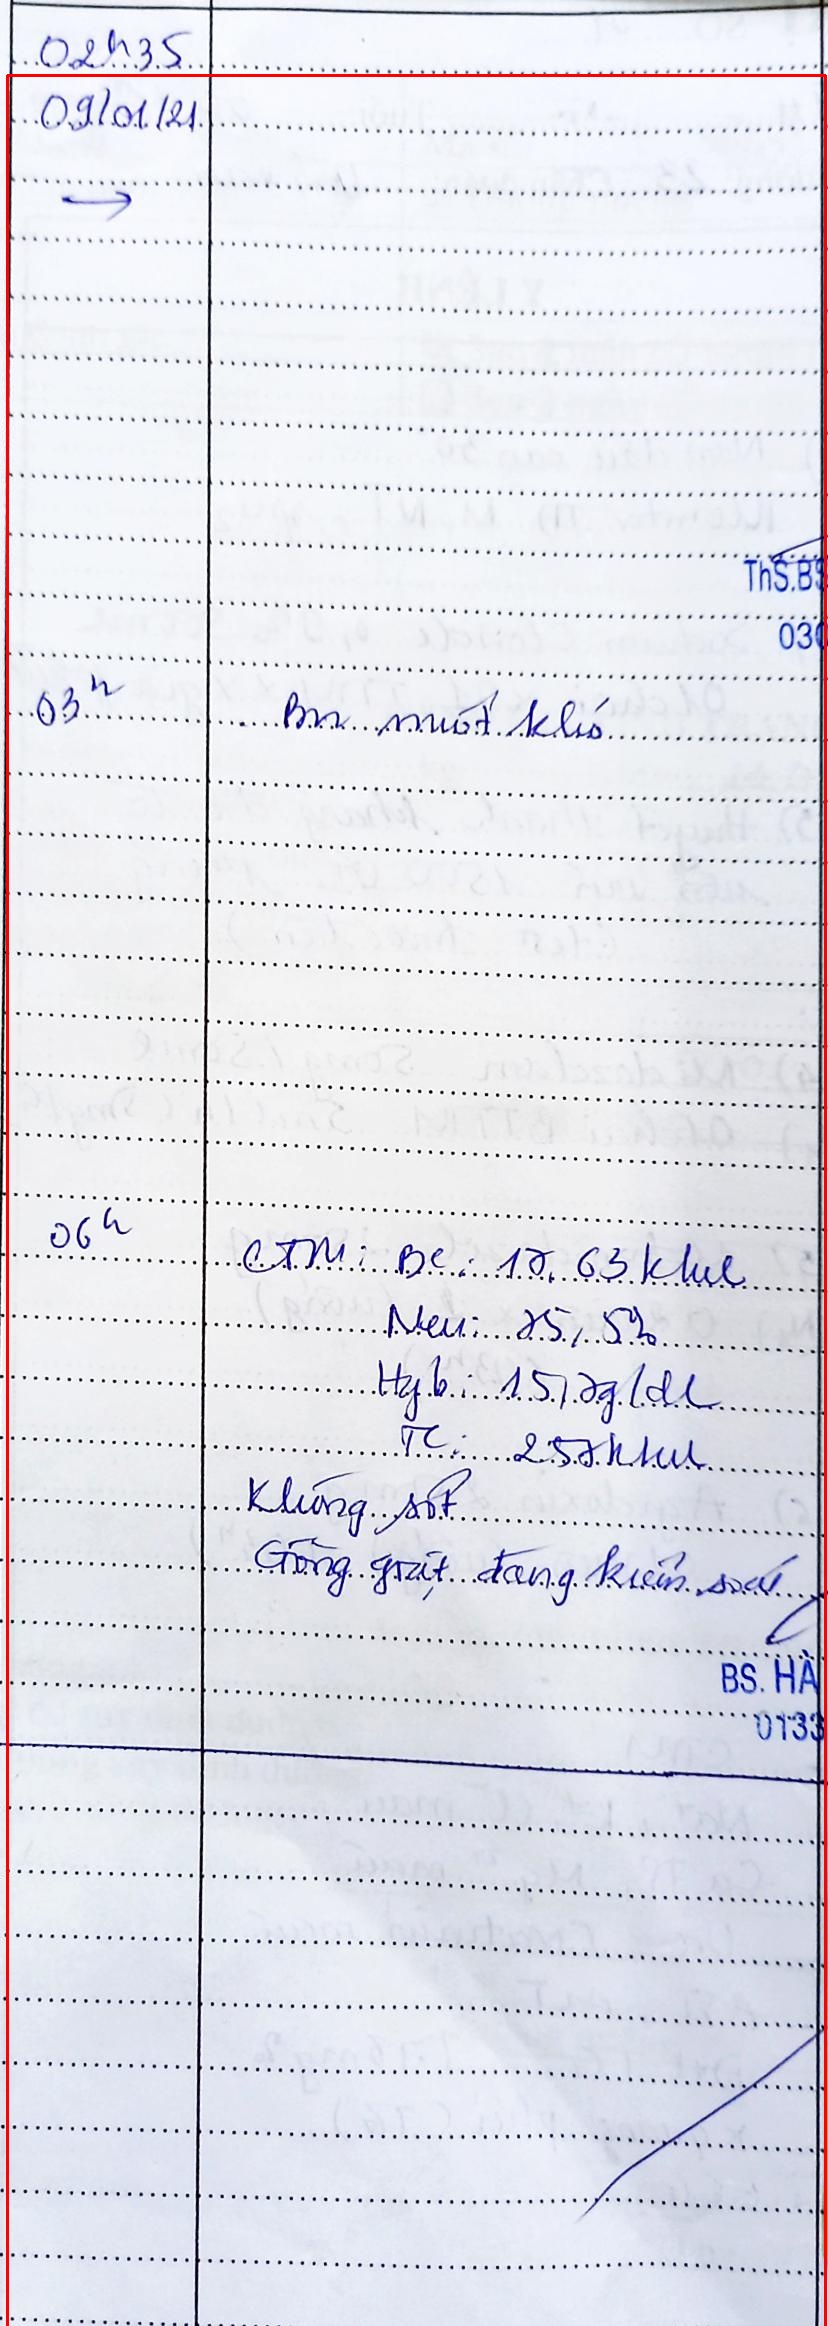 02h35
09/01/21
→
ThS.BS
030
03h . Bn nuốt khó
06h CTM: BC: 17,63 k/ul
Neu: 75,5%
Hgb: 15,7g/dL
TC: 257k/ul
Không sốt
Gồng giật đang kiểm soát
BS. HÀ
0133